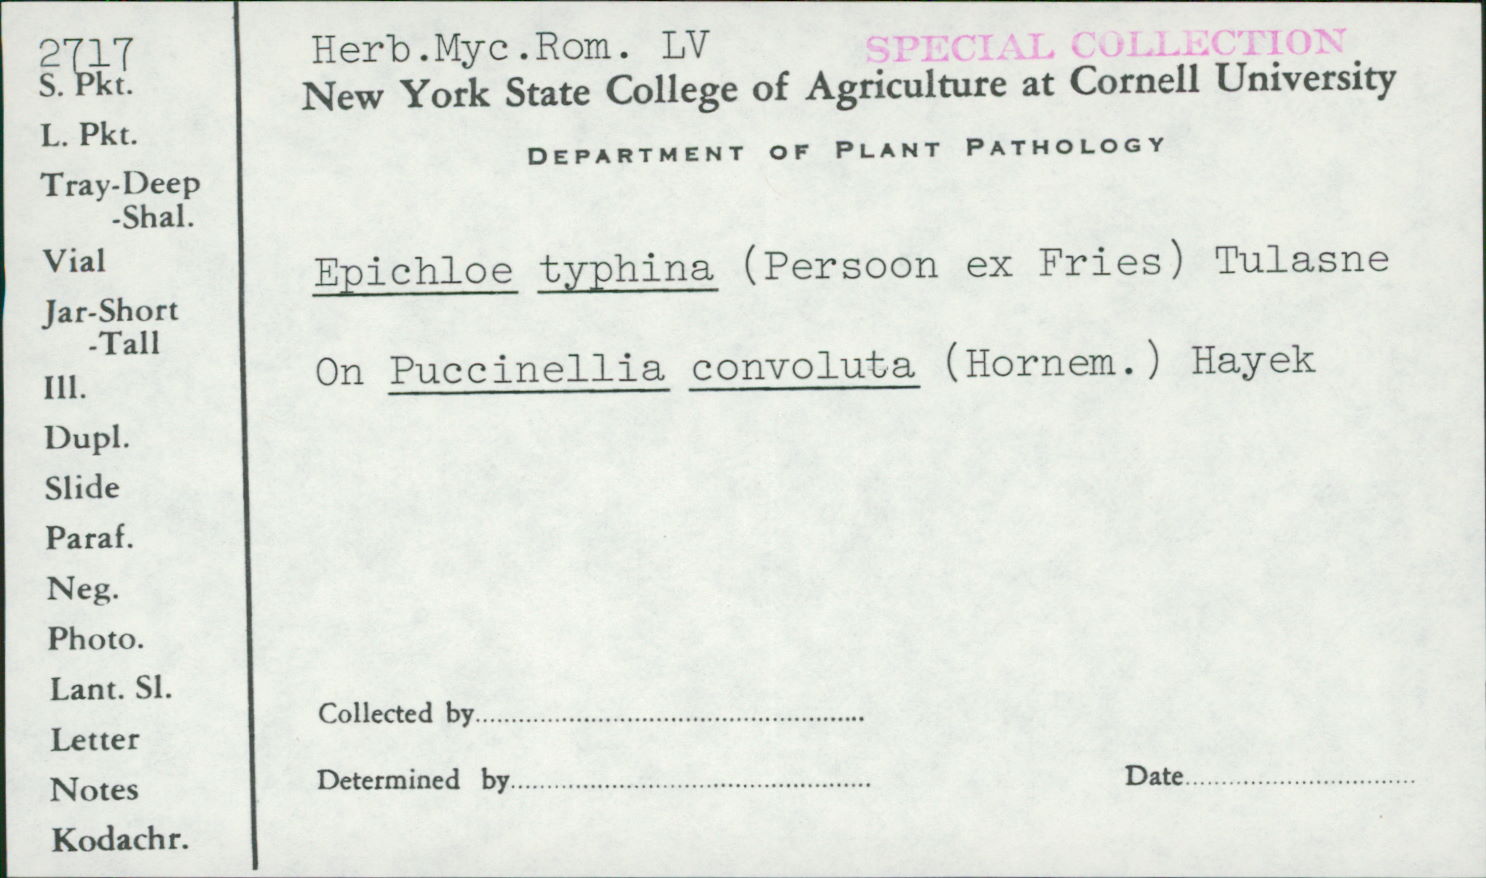 2717
S. Pkt.
L. Pkt.
Tray-Deep
-Shal.
Vial
Jar-Short
-Tall
Ill.
Dupl.
Slide
Paraf.
Neg.
Photo.
Lant. Sl.
Letter
Notes
Kodachr.
Herb.Myc.Rom. LV
SPECIAL COLLECTION
New York State College of Agriculture at Cornell University
DEPARTMENT OF PLANT PATHOLOGY
Epichloe typhina (Persoon ex Fries) Tulasne
On Puccinellia convoluta (Hornem.) Hayek
Collected by
Determined by
Date